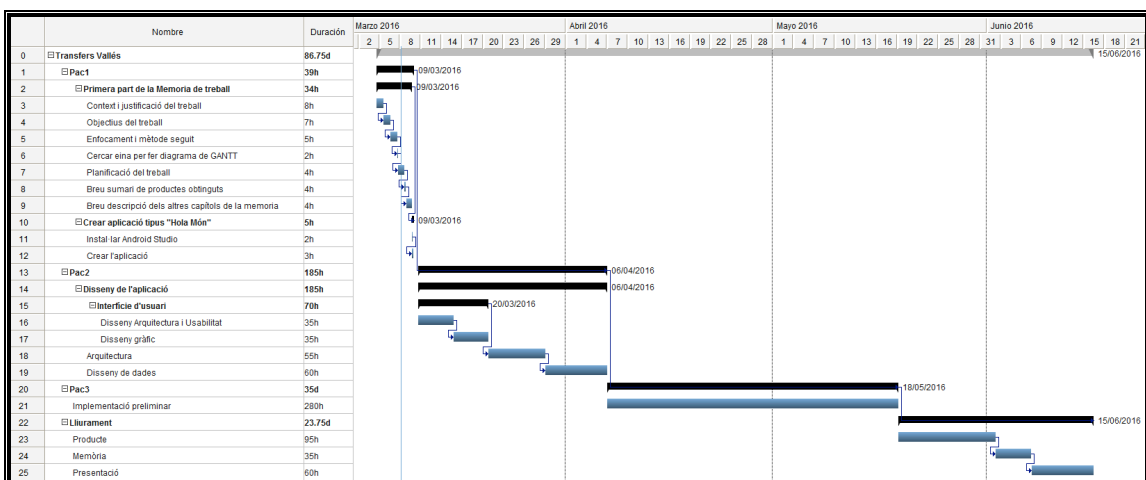 Nombre Duración Marzo 2016 Abril 2016 Mayo 2016 Junio 2016
2 5 8 11 14 17 20 23 26 29 1 4 7 10 13 16 19 22 25 28 1 4 7 10 13 16 19 22 25 28 31 3 6 9 12 15 18 21
0 Transfers Vallés 86.75d 15/06/2016
1 Pac1 39h 09/03/2016
2 Primera part de la Memoria de treball 34h 09/03/2016
3 Context i justificació del treball 8h
4 Objectius del treball 7h
5 Enfocament i mètode seguit 5h
6 Cercar eina per fer diagrama de GANTT 2h
7 Planificació del treball 4h
8 Breu sumari de productes obtinguts 4h
9 Breu descripció dels altres capítols de la memoria 4h
10 Crear aplicació tipus "Hola Món" 5h 09/03/2016
11 Instal·lar Android Studio 2h
12 Crear l'aplicació 3h
13 Pac2 185h 06/04/2016
14 Disseny de l'aplicació 185h 06/04/2016
15 Interfície d'usuari 70h 20/03/2016
16 Disseny Arquitectura i Usabilitat 35h
17 Disseny gràfic 35h
18 Arquitectura 55h
19 Disseny de dades 60h
20 Pac3 35d 18/05/2016
21 Implementació preliminar 280h
22 Lliurament 23.75d 15/06/2016
23 Producte 95h
24 Memòria 35h
25 Presentació 60h